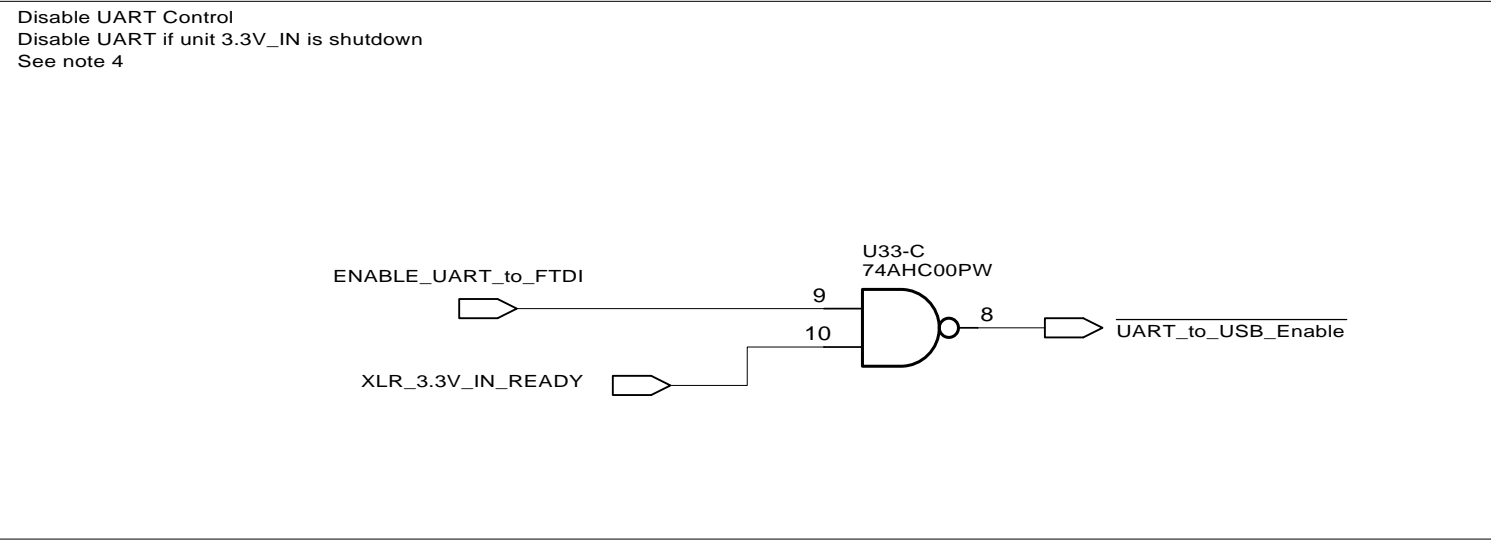 Disable UART Control
Disable UART if unit 3.3V_IN is shutdown
See note 4
U33-C
74AHC00PW
ENABLE_UART_to_FTDI
9
8
UART_to_USB_Enable
10
XLR_3.3V_IN_READY